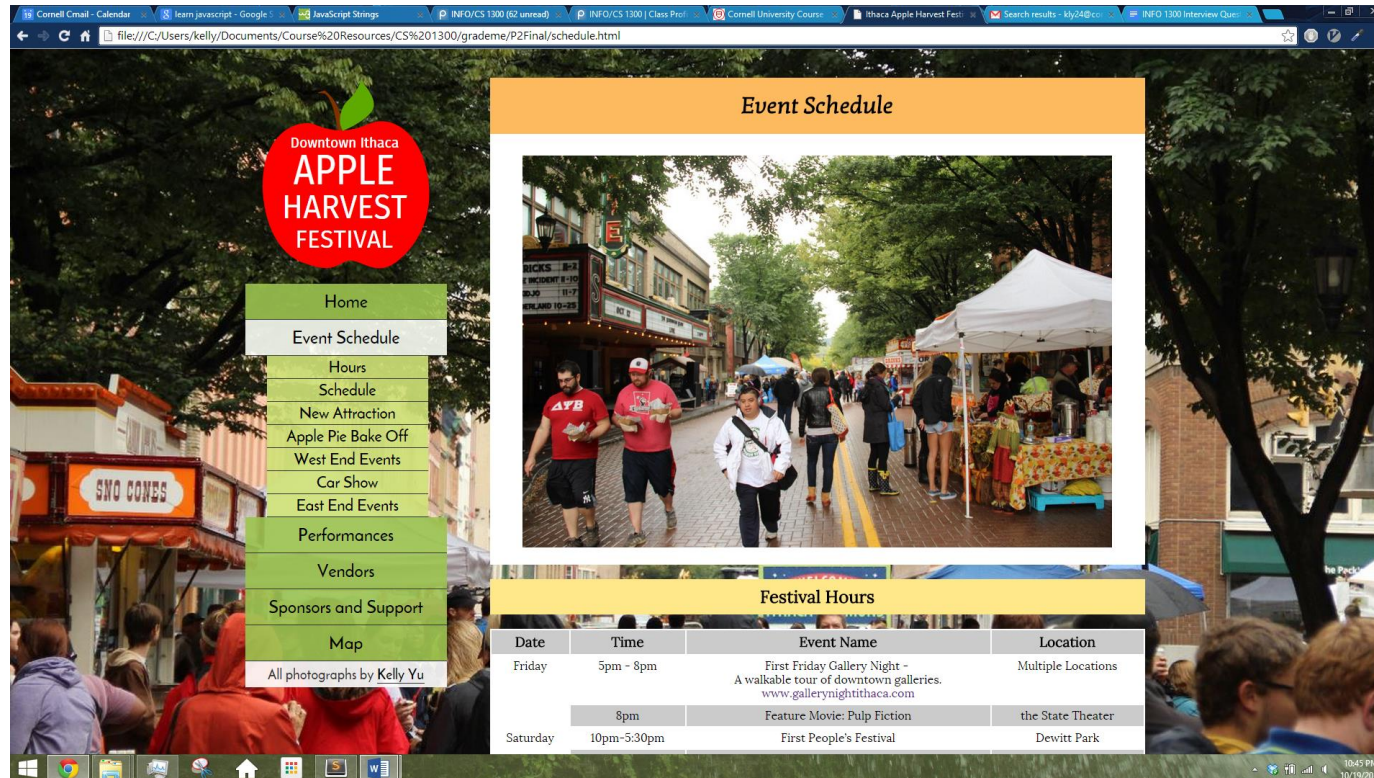 Cornell Cmail - Calendar
learn javascript - Google S
JavaScript Strings
INFO/CS 1300 (62 unread)
INFO/CS 1300 | Class Profi
Cornell University Course
Ithaca Apple Harvest Festi
Search results - kly24@cor
INFO 1300 Interview Quest
file:///C:/Users/kelly/Documents/Course%20Resources/CS%201300/grademe/P2Final/schedule.html
Downtown Ithaca
APPLE
HARVEST
FESTIVAL
Home
Event Schedule
Hours
Schedule
New Attraction
Apple Pie Bake Off
West End Events
Car Show
East End Events
Performances
Vendors
Sponsors and Support
Map
All photographs by Kelly Yu
SNO CONES
Event Schedule
ΔΨΒ
Festival Hours
Date Time Event Name Location
Friday 5pm - 8pm First Friday Gallery Night - Multiple Locations
A walkable tour of downtown galleries.
www.gallerynightithaca.com
8pm Feature Movie: Pulp Fiction the State Theater
Saturday 10pm-5:30pm First People's Festival Dewitt Park
10:45 PM